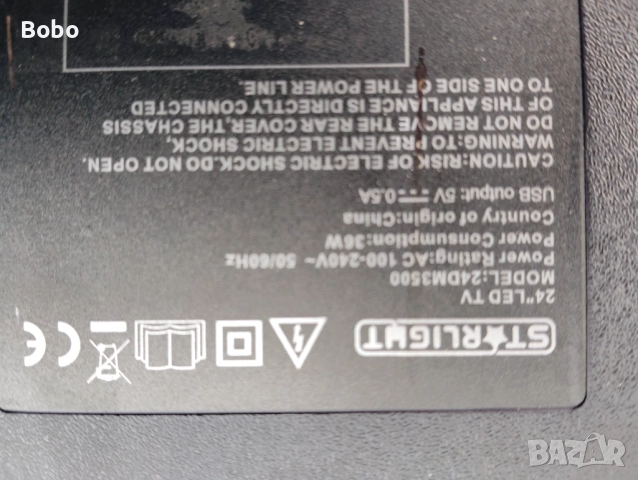 Bobo
STARLIGHT
24"LED TV
MODEL:24DM3500
Power Rating:AC 100-240V~ 50/60Hz
Power Consumption:36W
Country of origin:China
USB output: 5V ⎓ 0.5A
CAUTION:RISK OF ELECTRIC SHOCK.DO NOT OPEN.
WARNING:TO PREVENT ELECTRIC SHOCK,
DO NOT REMOVE THE REAR COVER,THE CHASSIS
OF THIS APPLIANCE IS DIRECTLY CONNECTED
TO ONE SIDE OF THE POWER LINE.
BAZAR